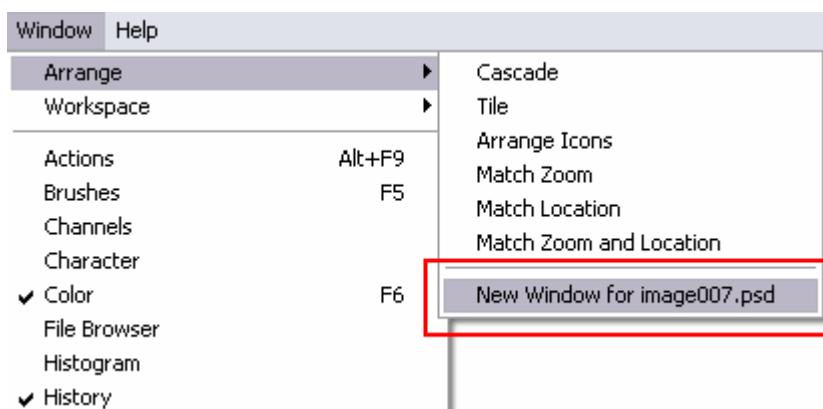 Window Help
Arrange
Workspace
Actions Alt+F9
Brushes F5
Channels
Character
Color F6
File Browser
Histogram
History
Cascade
Tile
Arrange Icons
Match Zoom
Match Location
Match Zoom and Location
New Window for image007.psd